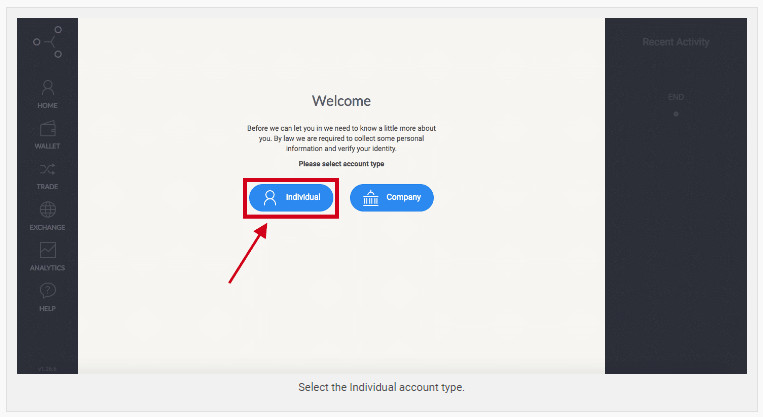 Recent Activity
Welcome
HOME
END
Before we can let you in we need to know a little more about
you. By law we are required to collect some personal
information and verify your identity.
WALLET
Please select account type
TRADE
Individual
Company
EXCHANGE
ANALYTICS
HELP
Select the Individual account type.